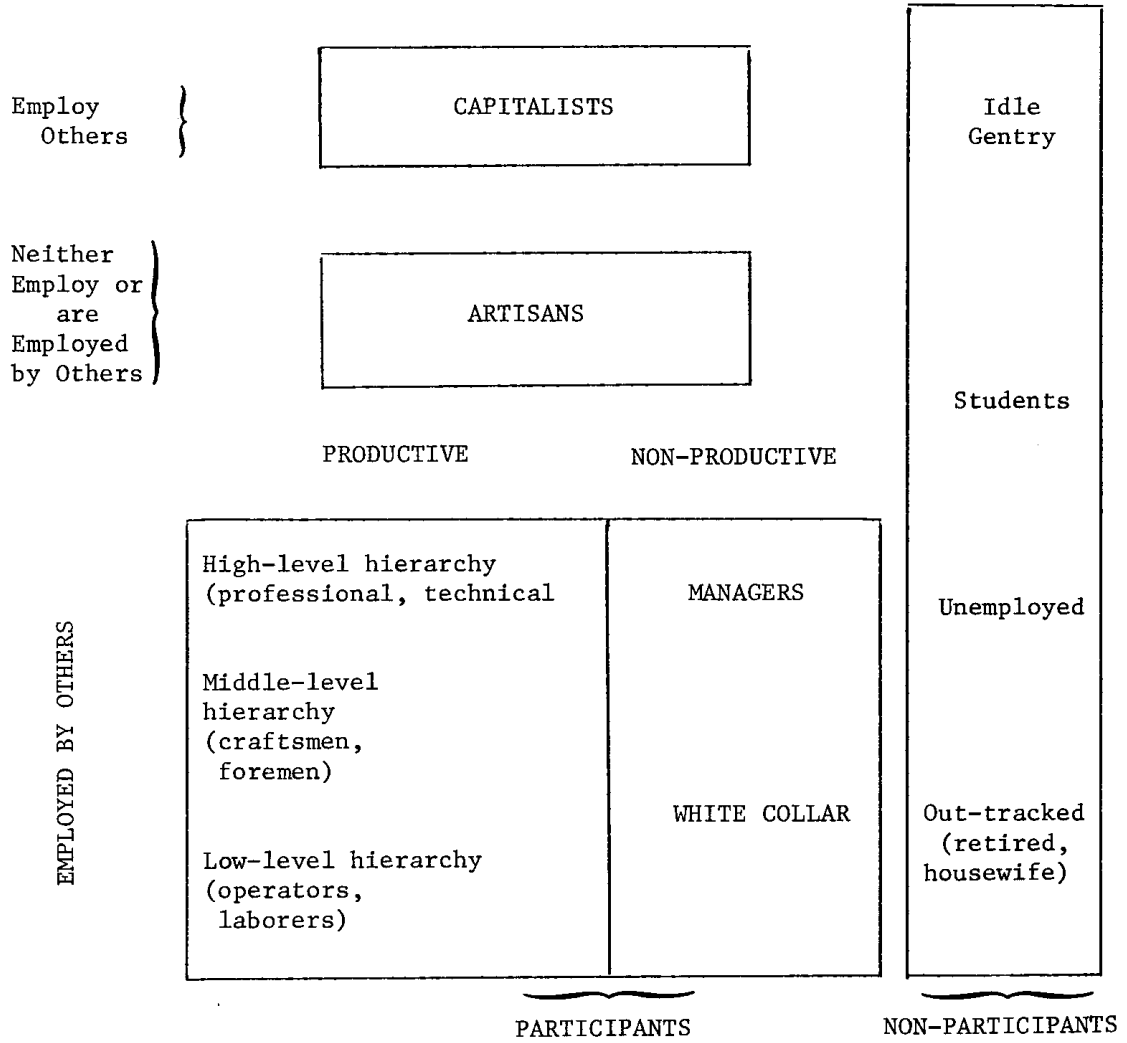 Employ
Others
CAPITALISTS
Idle
Gentry
Neither
Employ or
are
Employed
by Others
ARTISANS
Students
PRODUCTIVE
NON-PRODUCTIVE
High-level hierarchy
(professional, technical
MANAGERS
Unemployed
EMPLOYED BY OTHERS
Middle-level
hierarchy
(craftsmen,
foremen)
WHITE COLLAR
Out-tracked
(retired,
housewife)
Low-level hierarchy
(operators,
laborers)
PARTICIPANTS
NON-PARTICIPANTS